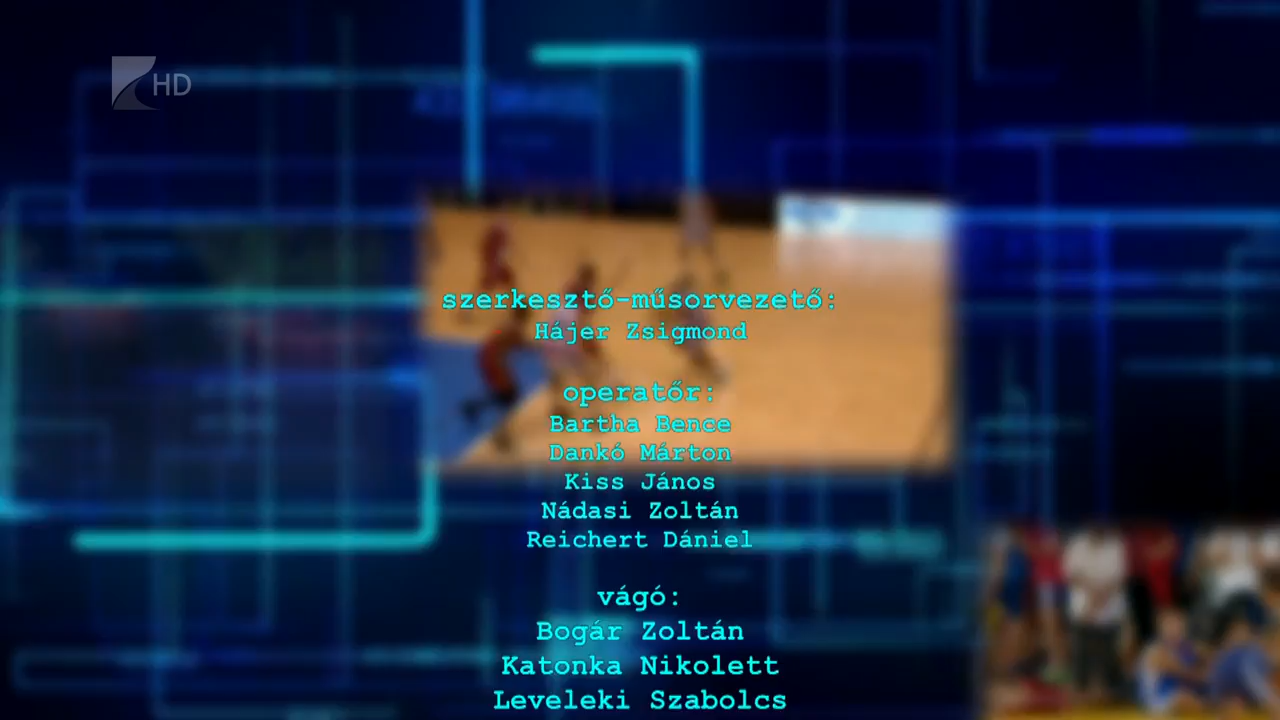 HD
szerkesztő-műsorvezető:
Hájer Zsigmond
operatőr:
Bartha Bence
Dankó Márton
Kiss János
Nádasi Zoltán
Reichert Dániel
vágó:
Bogár Zoltán
Katonka Nikolett
Leveleki Szabolcs